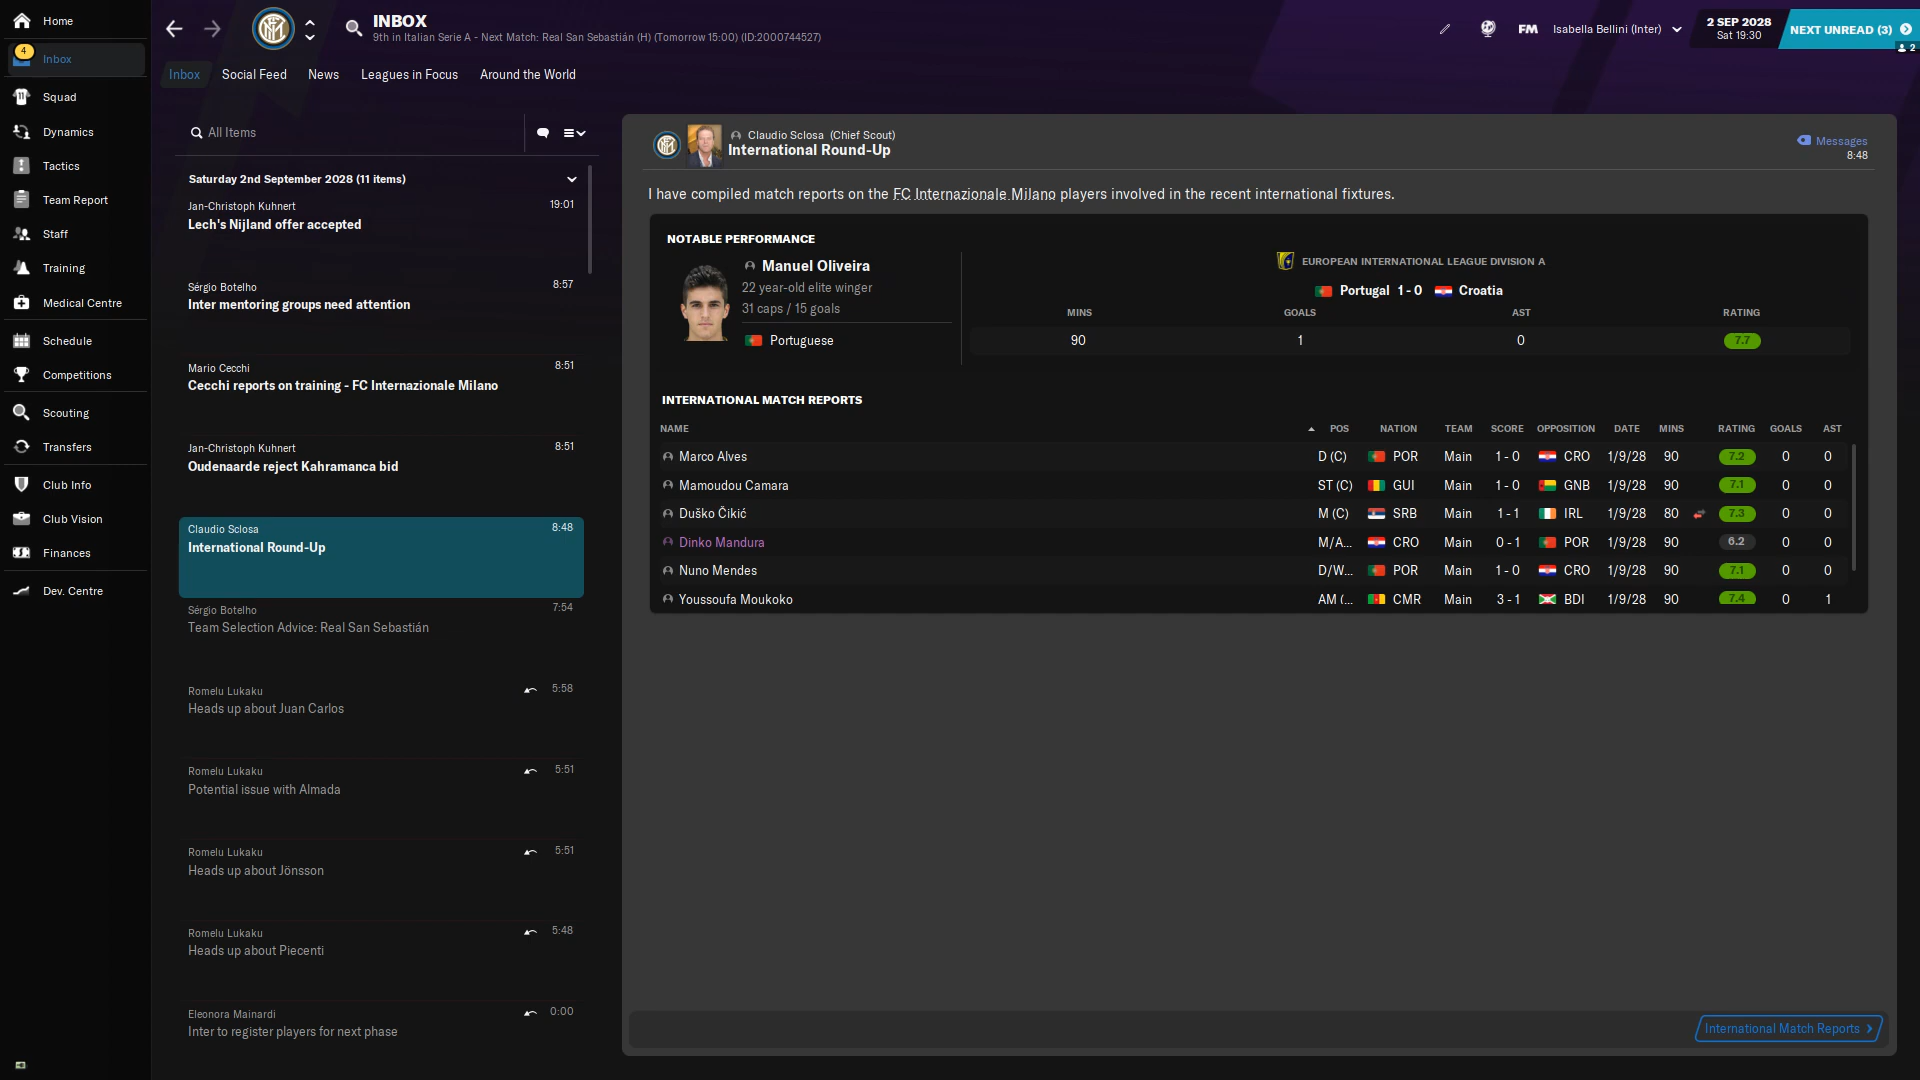 Home
4
Inbox
Squad
Dynamics
Tactics
Team Report
Staff
Training
Medical Centre
Schedule
Competitions
Scouting
Transfers
Club Info
Club Vision
Finances
Dev. Centre
INBOX
9th in Italian Serie A - Next Match: Real San Sebastián (H) (Tomorrow 15:00) (ID:2000744527)
FM
Isabella Bellini (Inter)
2 SEP 2028
Sat 19:30
NEXT UNREAD (3)
2
Inbox Social Feed News Leagues in Focus Around the World
All Items
Saturday 2nd September 2028 (11 items)
Jan-Christoph Kuhnert 19:01
Lech's Nijland offer accepted
Sérgio Botelho 8:57
Inter mentoring groups need attention
Mario Cecchi 8:51
Cecchi reports on training - FC Internazionale Milano
Jan-Christoph Kuhnert 8:51
Oudenaarde reject Kahramanca bid
Claudio Sclosa 8:48
International Round-Up
Sérgio Botelho 7:54
Team Selection Advice: Real San Sebastián
Romelu Lukaku 5:58
Heads up about Juan Carlos
Romelu Lukaku 5:51
Potential issue with Almada
Romelu Lukaku 5:51
Heads up about Jönsson
Romelu Lukaku 5:48
Heads up about Piecenti
Eleonora Mainardi 0:00
Inter to register players for next phase
Claudio Sclosa (Chief Scout)
International Round-Up
Messages
8:48
I have compiled match reports on the FC Internazionale Milano players involved in the recent international fixtures.
NOTABLE PERFORMANCE
Manuel Oliveira
22 year-old elite winger
31 caps / 15 goals
Portuguese
EUROPEAN INTERNATIONAL LEAGUE DIVISION A
Portugal 1 - 0 Croatia
MINS GOALS AST RATING
90 1 0 7.7
INTERNATIONAL MATCH REPORTS
NAME POS NATION TEAM SCORE OPPOSITION DATE MINS RATING GOALS AST
Marco Alves D (C) POR Main 1 - 0 CRO 1/9/28 90 7.2 0 0
Mamoudou Camara ST (C) GUI Main 1 - 0 GNB 1/9/28 90 7.1 0 0
Duško Čikić M (C) SRB Main 1 - 1 IRL 1/9/28 80 7.3 0 0
Dinko Mandura M/A... CRO Main 0 - 1 POR 1/9/28 90 6.2 0 0
Nuno Mendes D/W... POR Main 1 - 0 CRO 1/9/28 90 7.1 0 0
Youssoufa Moukoko AM (... CMR Main 3 - 1 BDI 1/9/28 90 7.4 0 1
International Match Reports